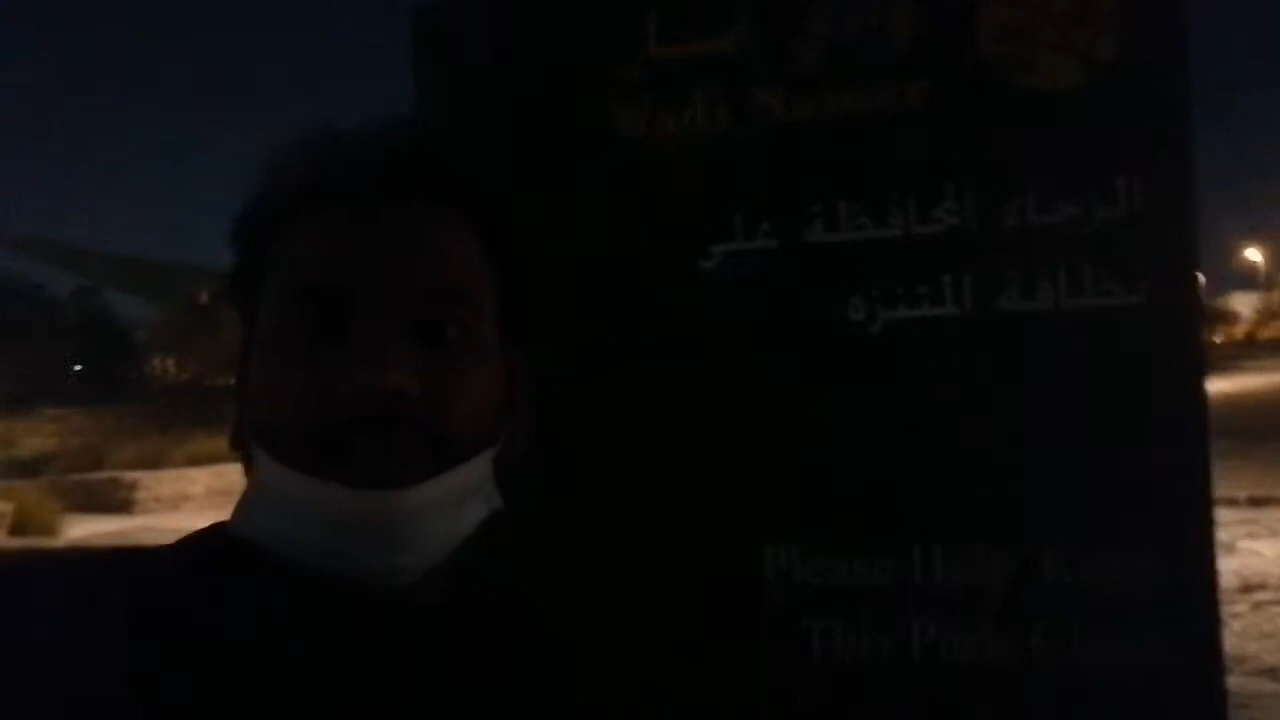 Wadi Namar
الرجاء المحافظة على
نظافة المتنزه
Please Help Keep
This Park Clean